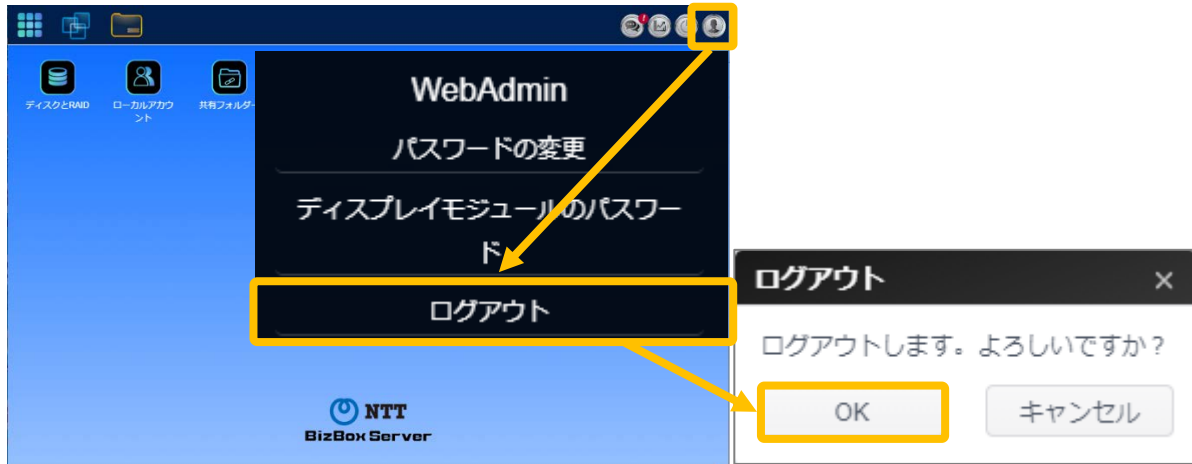 ディスクとRAID
ローカルアカウ
ント
共有フォルダー
WebAdmin
パスワードの変更
ディスプレイモジュールのパスワー
ド
ログアウト
NTT
BizBox Server
ログアウト ×
ログアウトします。よろしいですか？
OK キャンセル